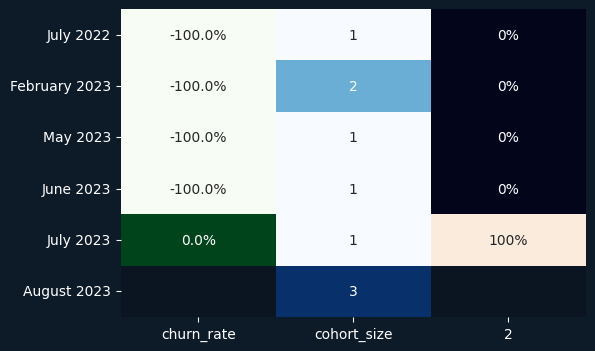 July 2022 -100.0% 1 0%
February 2023 -100.0% 2 0%
May 2023 -100.0% 1 0%
June 2023 -100.0% 1 0%
July 2023 0.0% 1 100%
August 2023 3
churn_rate cohort_size 2